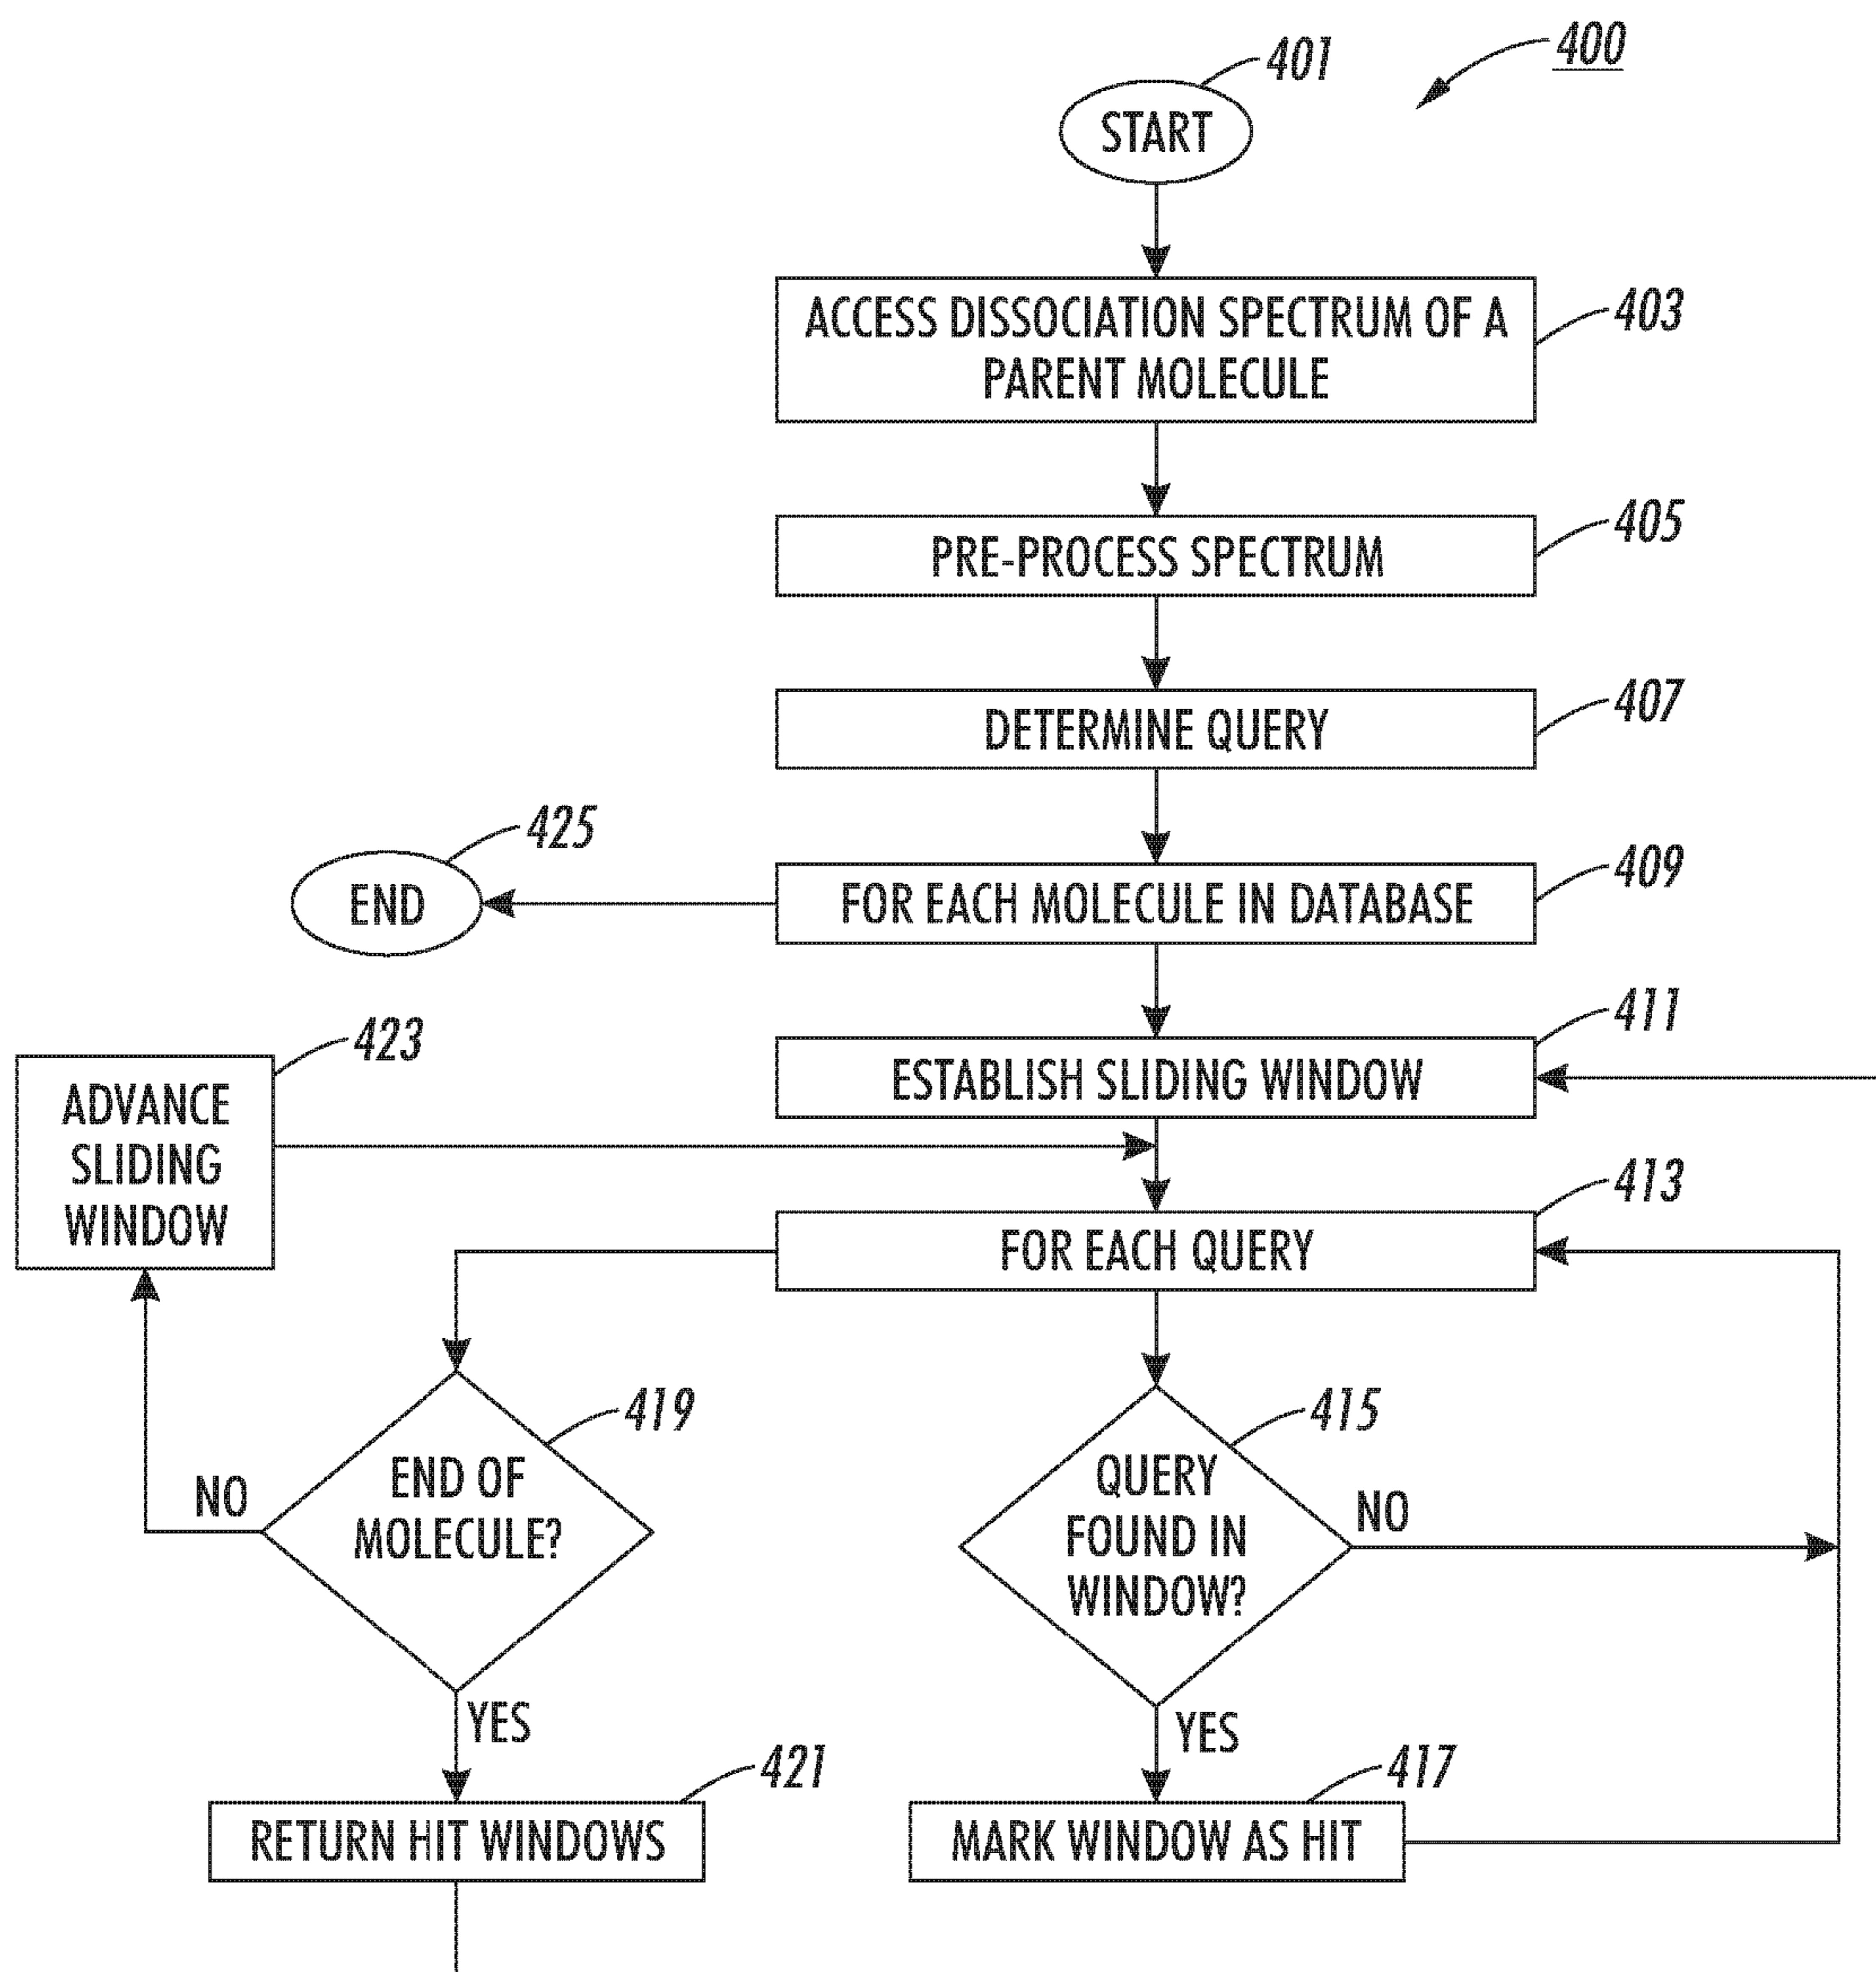 400
401
START
ACCESS DISSOCIATION SPECTRUM OF A
PARENT MOLECULE
403
PRE-PROCESS SPECTRUM
405
DETERMINE QUERY
407
425
END
FOR EACH MOLECULE IN DATABASE
409
423
ADVANCE
SLIDING
WINDOW
ESTABLISH SLIDING WINDOW
411
FOR EACH QUERY
413
419
END OF
MOLECULE?
NO
YES
415
QUERY
FOUND IN
WINDOW?
NO
YES
421
RETURN HIT WINDOWS
417
MARK WINDOW AS HIT